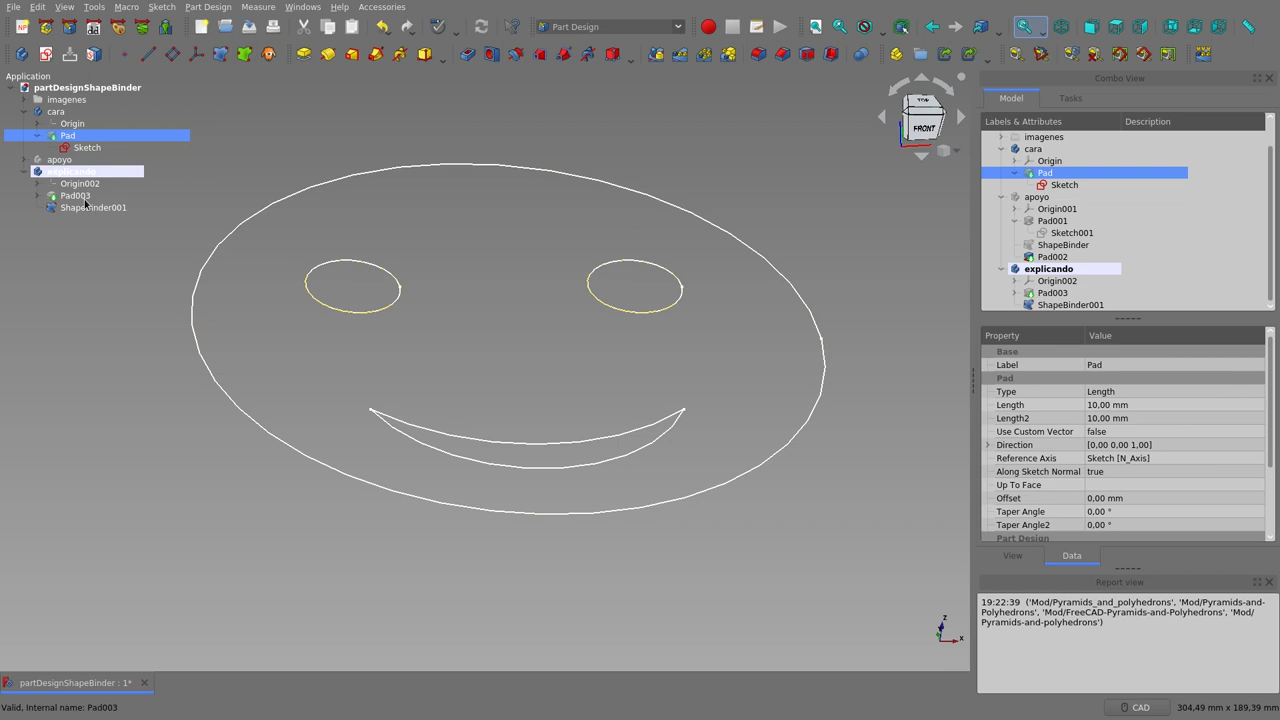 File Edit View Tools Macro Sketch Part Design Measure Windows Help Accessories
Part Design
Application
partDesignShapeBinder
imagenes
cara
Origin
Pad
Sketch
apoyo
explicando
Origin002
Pad003
ShapeBinder001
TOP
FRONT
z
x
Combo View
Model Tasks
Labels & Attributes Description
imagenes
cara
Origin
Pad
Sketch
apoyo
Origin001
Pad001
Sketch001
ShapeBinder
Pad002
explicando
Origin002
Pad003
ShapeBinder001
Property Value
Base
Label Pad
Pad
Type Length
Length 10,00 mm
Length2 10,00 mm
Use Custom Vector false
Direction [0,00 0,00 1,00]
Reference Axis Sketch [N_Axis]
Along Sketch Normal true
Up To Face
Offset 0,00 mm
Taper Angle 0,00 °
Taper Angle2 0,00 °
Part Design
View Data
Report view
19:22:39 ('Mod/Pyramids_and_polyhedrons', 'Mod/Pyramids-and-
Polyhedrons', 'Mod/FreeCAD-Pyramids-and-Polyhedrons', 'Mod/
Pyramids-and-polyhedrons')
partDesignShapeBinder : 1*
Valid, Internal name: Pad003
CAD
304,49 mm x 189,39 mm